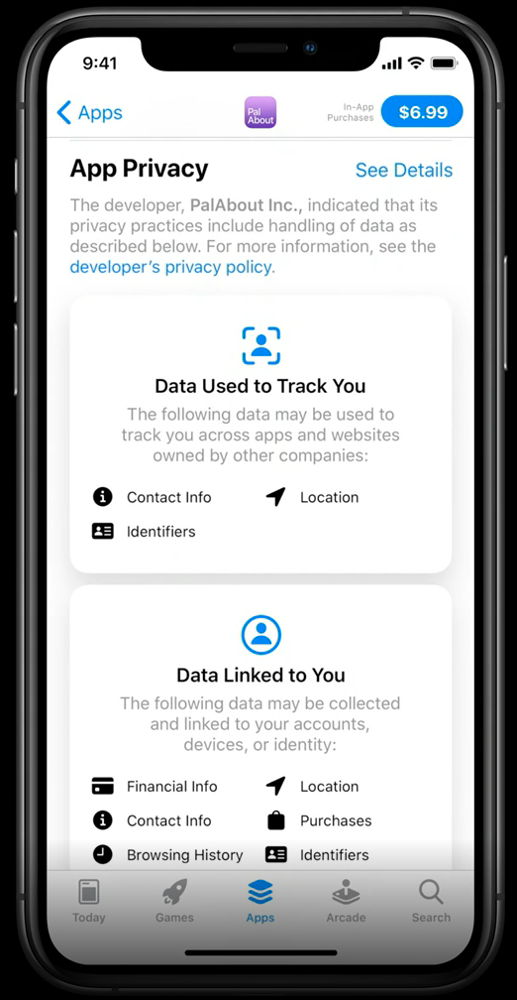 9:41
Apps
Pal
About
In-App
Purchases
$6.99
App Privacy
See Details
The developer, PalAbout Inc., indicated that its
privacy practices include handling of data as
described below. For more information, see the
developer’s privacy policy.
Data Used to Track You
The following data may be used to
track you across apps and websites
owned by other companies:
Contact Info
Location
Identifiers
Data Linked to You
The following data may be collected
and linked to your accounts,
devices, or identity:
Financial Info
Location
Contact Info
Purchases
Browsing History
Identifiers
Today
Games
Apps
Arcade
Search